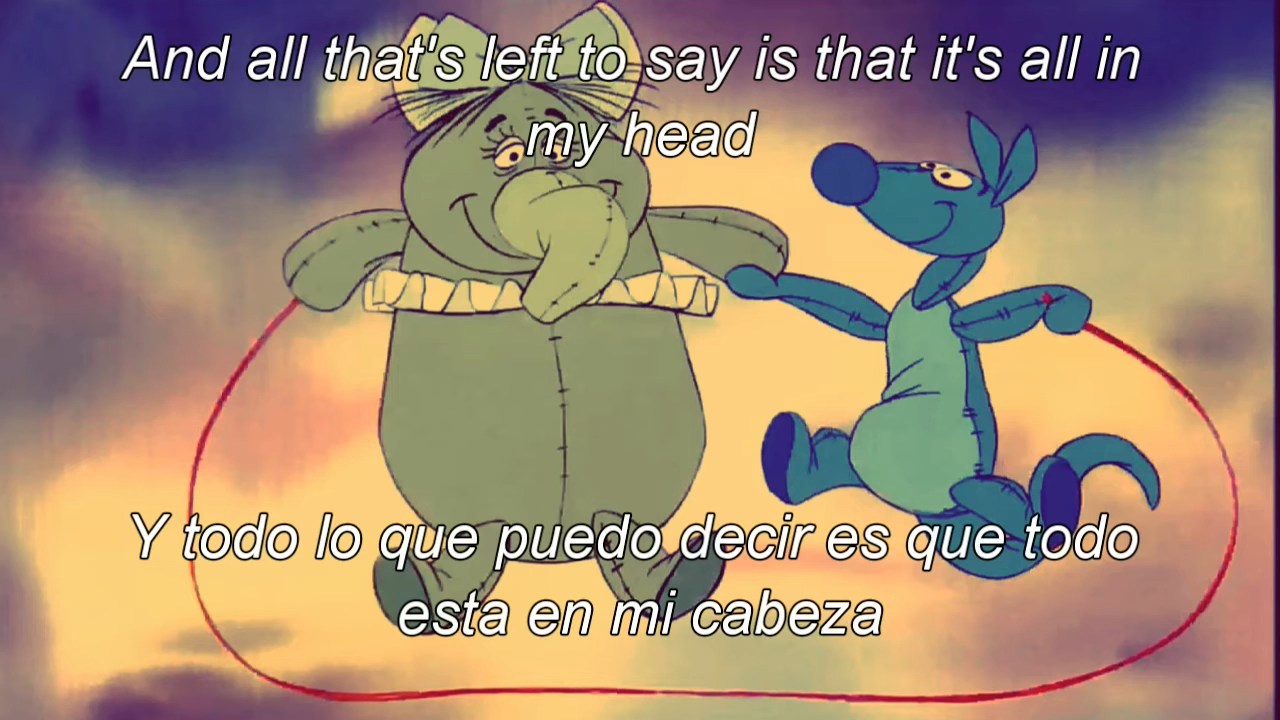 And all that's left to say is that it's all in
my head
Y todo lo que puedo decir es que todo
esta en mi cabeza